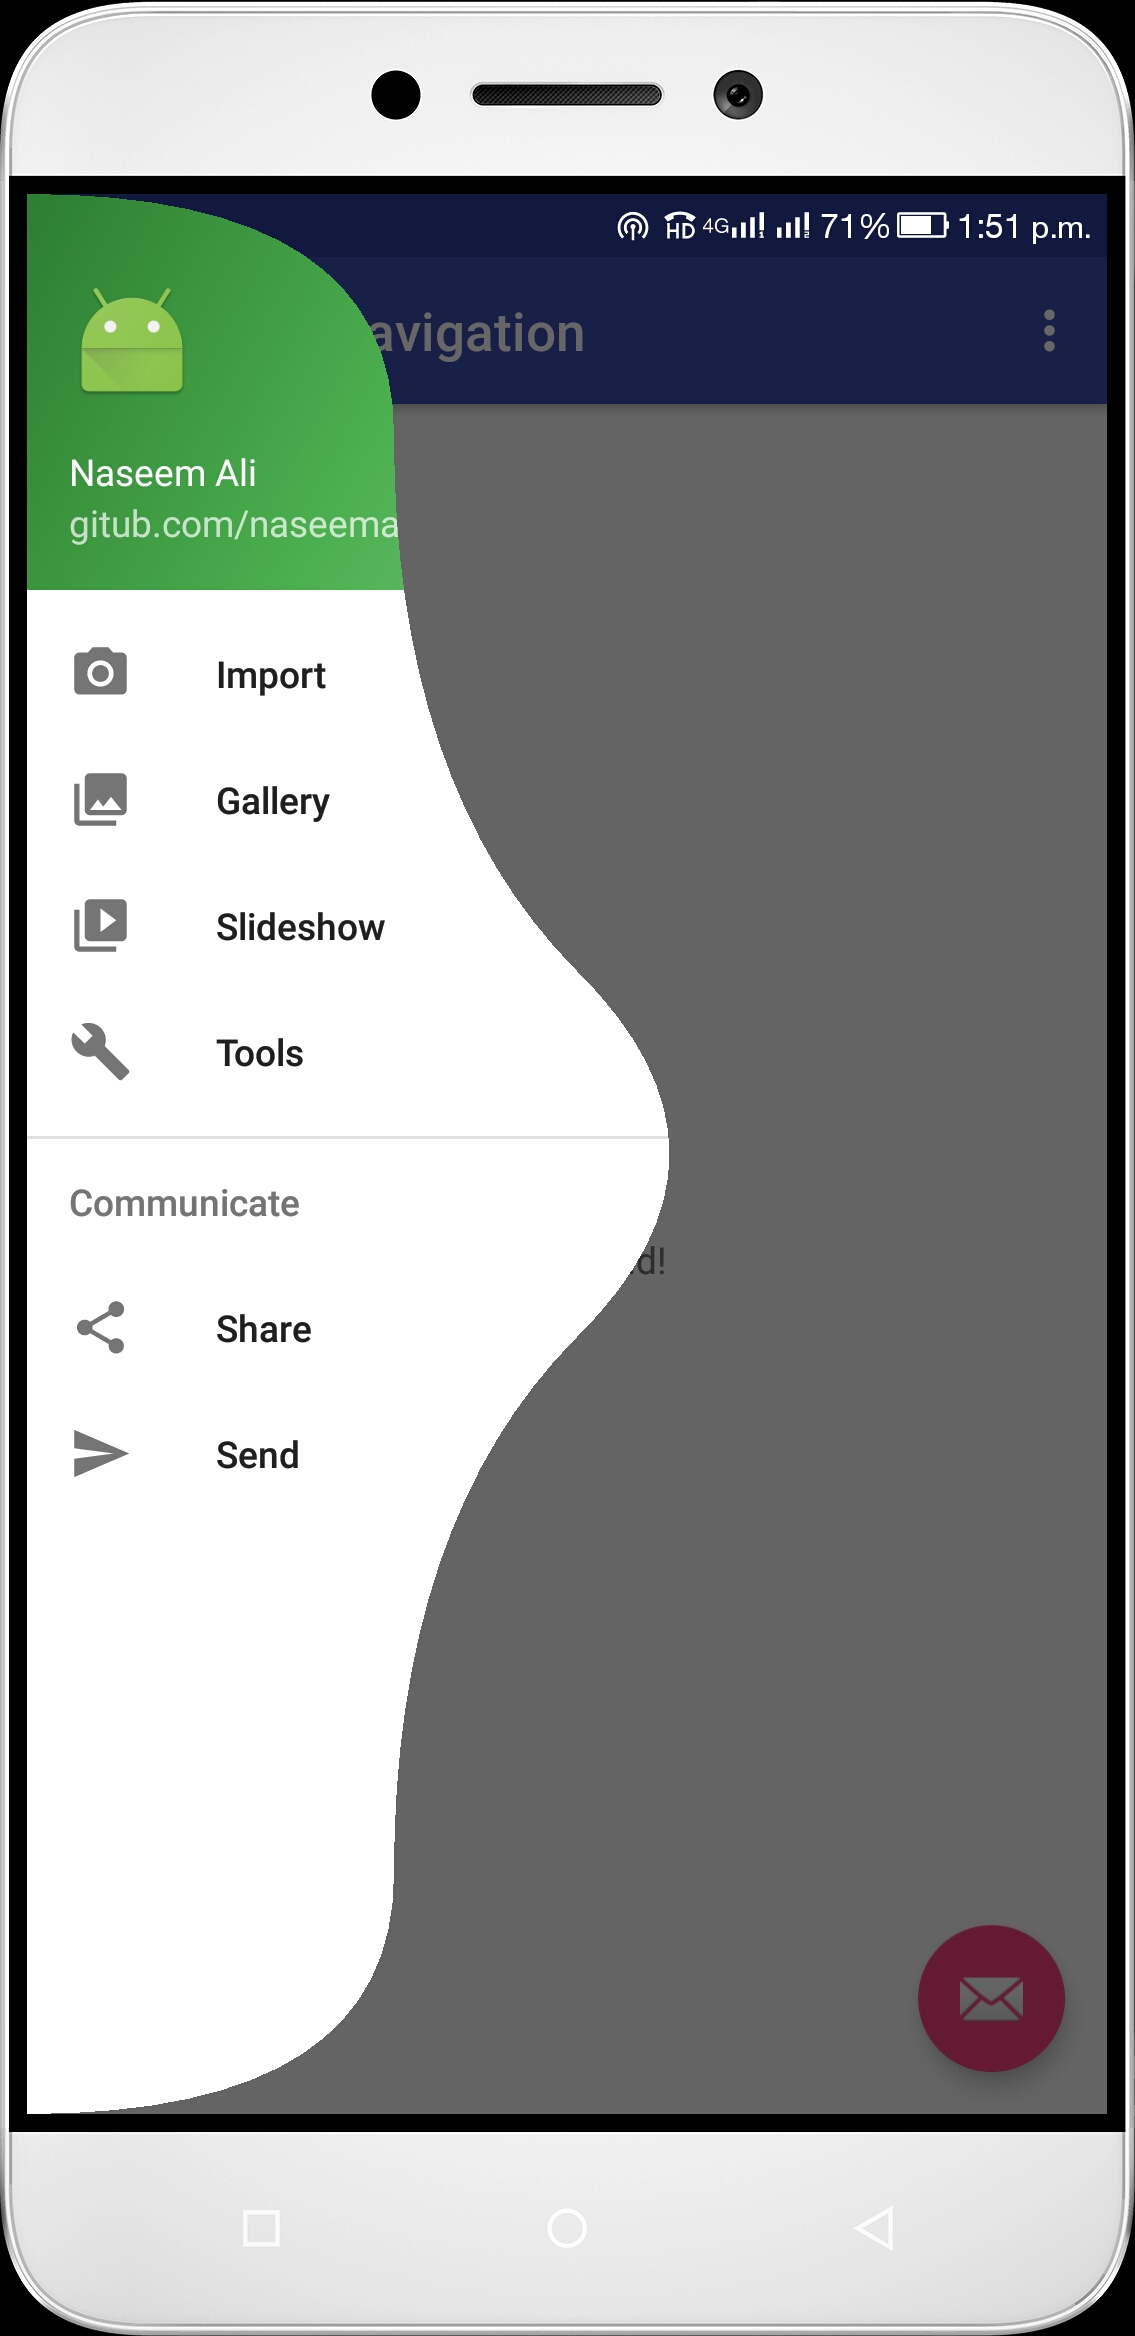 HD 4G 71% 1:51 p.m.
avigation
Naseem Ali
gitub.com/naseema
Import
Gallery
Slideshow
Tools
Communicate
d!
Share
Send